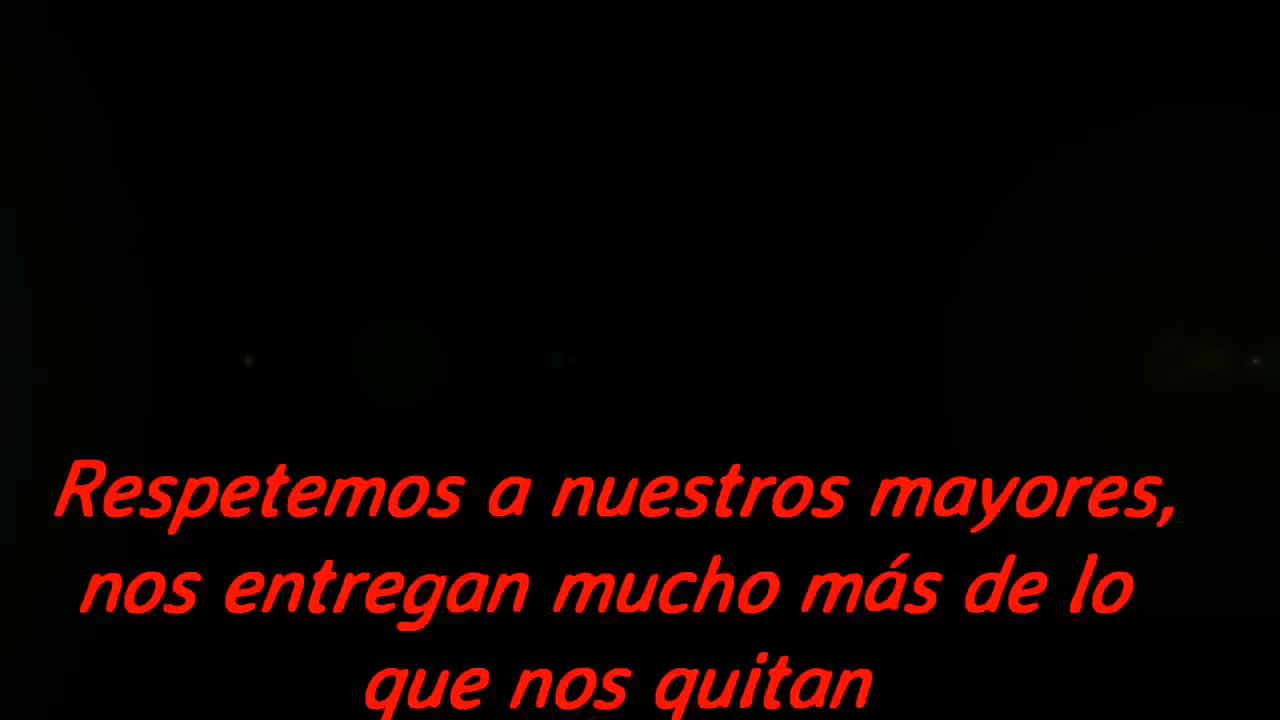 Respetemos a nuestros mayores,
nos entregan mucho más de lo
que nos quitan